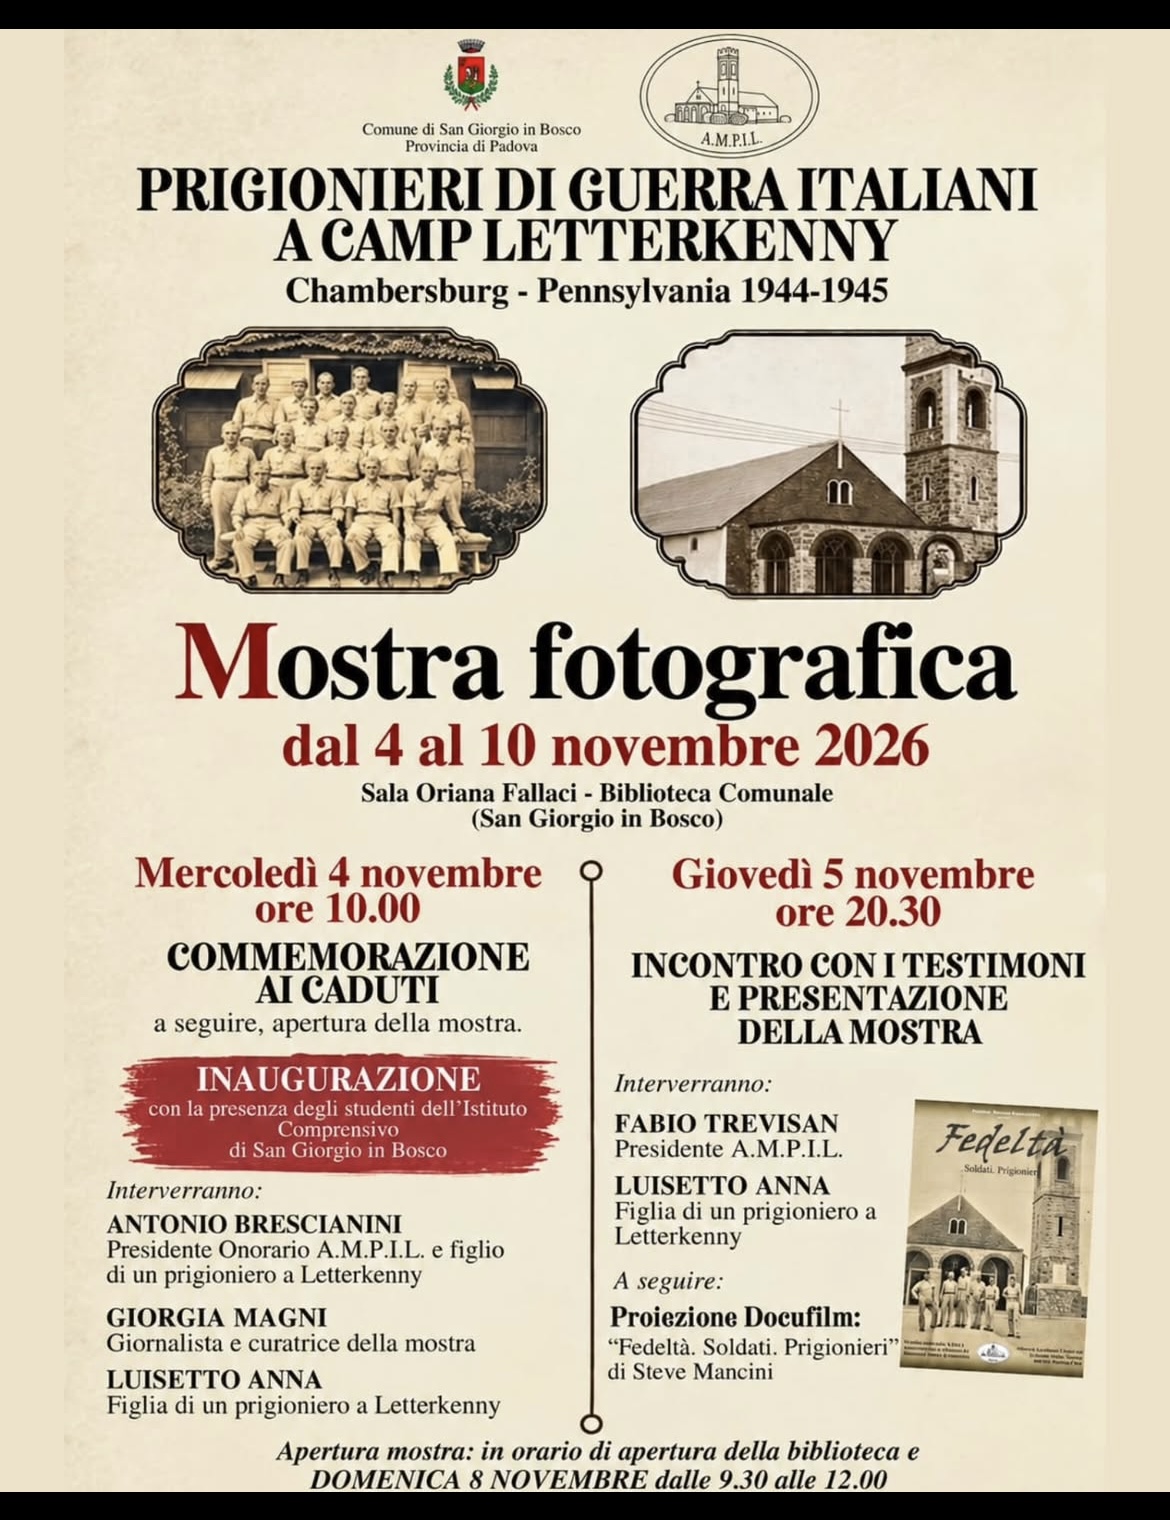 Comune di San Giorgio in Bosco
Provincia di Padova
A.M.P.I.L.
PRIGIONIERI DI GUERRA ITALIANI
A CAMP LETTERKENNY
Chambersburg - Pennsylvania 1944-1945
Mostra fotografica
dal 4 al 10 novembre 2026
Sala Oriana Fallaci - Biblioteca Comunale
(San Giorgio in Bosco)
Mercoledì 4 novembre
ore 10.00
COMMEMORAZIONE
AI CADUTI
a seguire, apertura della mostra.
INAUGURAZIONE
con la presenza degli studenti dell'Istituto
Comprensivo
di San Giorgio in Bosco
Interverranno:
ANTONIO BRESCIANINI
Presidente Onorario A.M.P.I.L. e figlio
di un prigioniero a Letterkenny
GIORGIA MAGNI
Giornalista e curatrice della mostra
LUISETTO ANNA
Figlia di un prigioniero a Letterkenny
Giovedì 5 novembre
ore 20.30
INCONTRO CON I TESTIMONI
E PRESENTAZIONE
DELLA MOSTRA
Interverranno:
FABIO TREVISAN
Presidente A.M.P.I.L.
LUISETTO ANNA
Figlia di un prigioniero a
Letterkenny
A seguire:
Proiezione Docufilm:
“Fedeltà. Soldati. Prigionieri”
di Steve Mancini
Fedeltà
Soldati. Prigionieri
Apertura mostra: in orario di apertura della biblioteca e
DOMENICA 8 NOVEMBRE dalle 9.30 alle 12.00